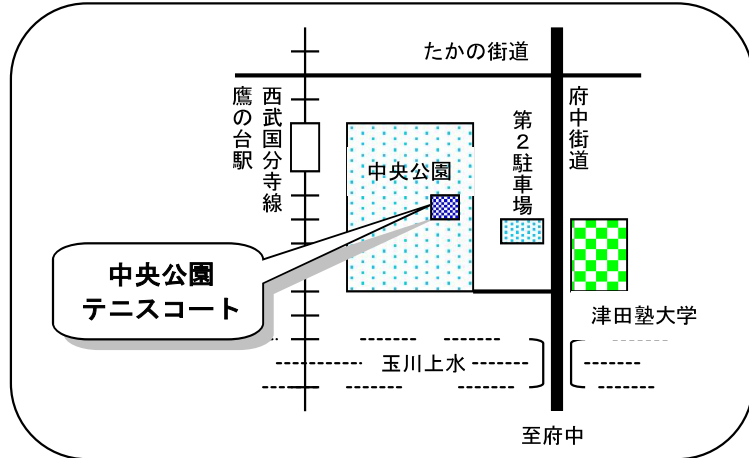 たかの街道
鷹の台駅
西武国分寺線
府中街道
第２駐車場
中央公園
中央公園
テニスコート
津田塾大学
玉川上水
至府中